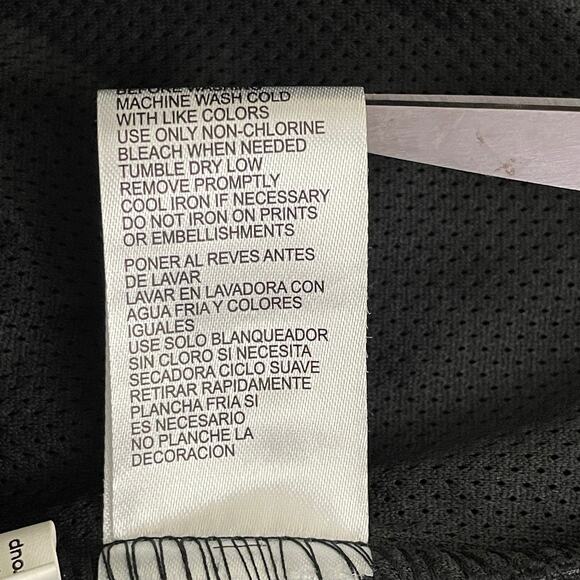 MACHINE WASH COLD
WITH LIKE COLORS
USE ONLY NON-CHLORINE
BLEACH WHEN NEEDED
TUMBLE DRY LOW
REMOVE PROMPTLY
COOL IRON IF NECESSARY
DO NOT IRON ON PRINTS
OR EMBELLISHMENTS
PONER AL REVES ANTES
DE LAVAR
LAVAR EN LAVADORA CON
AGUA FRIA Y COLORES
IGUALES
USE SOLO BLANQUEADOR
SIN CLORO SI NECESITA
SECADORA CICLO SUAVE
RETIRAR RAPIDAMENTE
PLANCHA FRIA SI
ES NECESARIO
NO PLANCHE LA
DECORACION